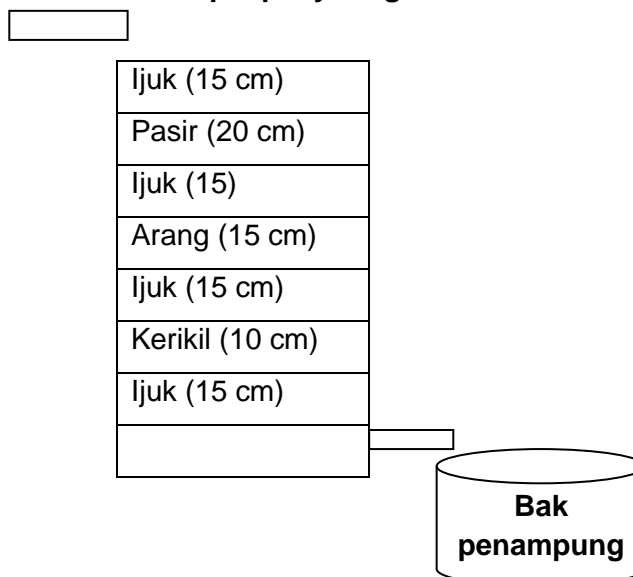 Ijuk (15 cm)
Pasir (20 cm)
Ijuk (15)
Arang (15 cm)
Ijuk (15 cm)
Kerikil (10 cm)
Ijuk (15 cm)
Bak
penampung